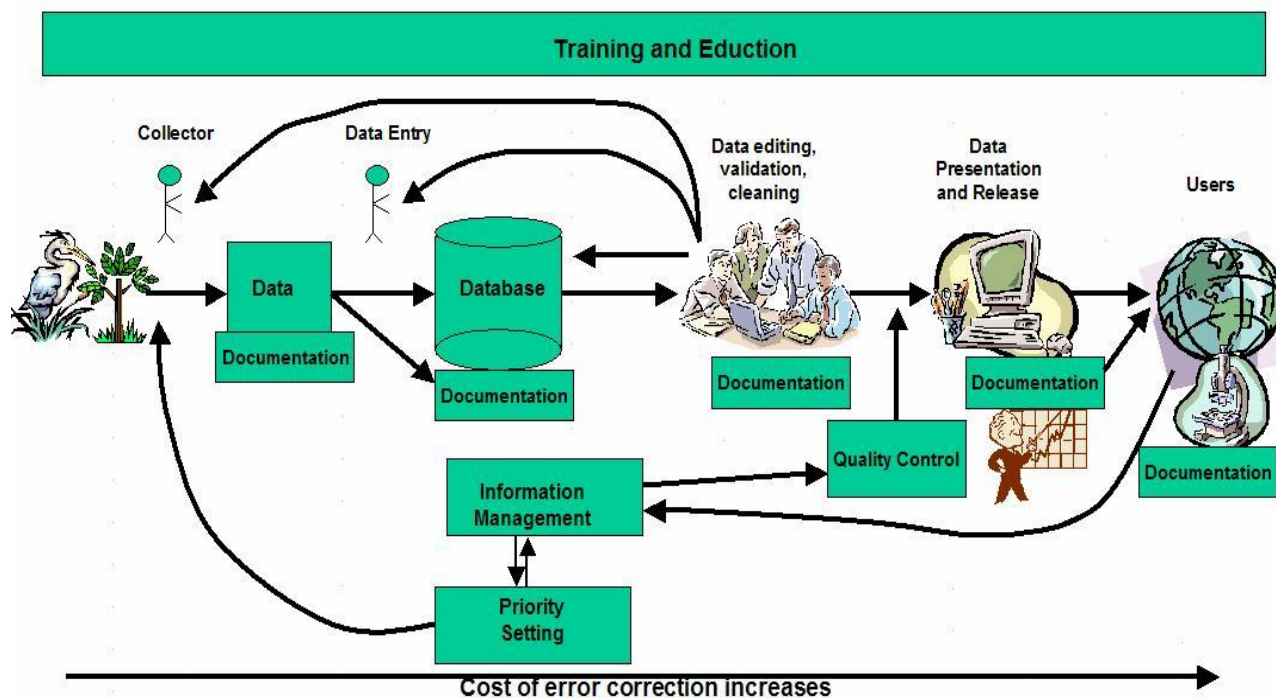 Training and Eduction
Collector
Data Entry
Data editing,
validation,
cleaning
Data
Presentation
and Release
Users
Data
Database
Documentation
Documentation
Documentation
Documentation
Documentation
Quality Control
Information
Management
Priority
Setting
Cost of error correction increases